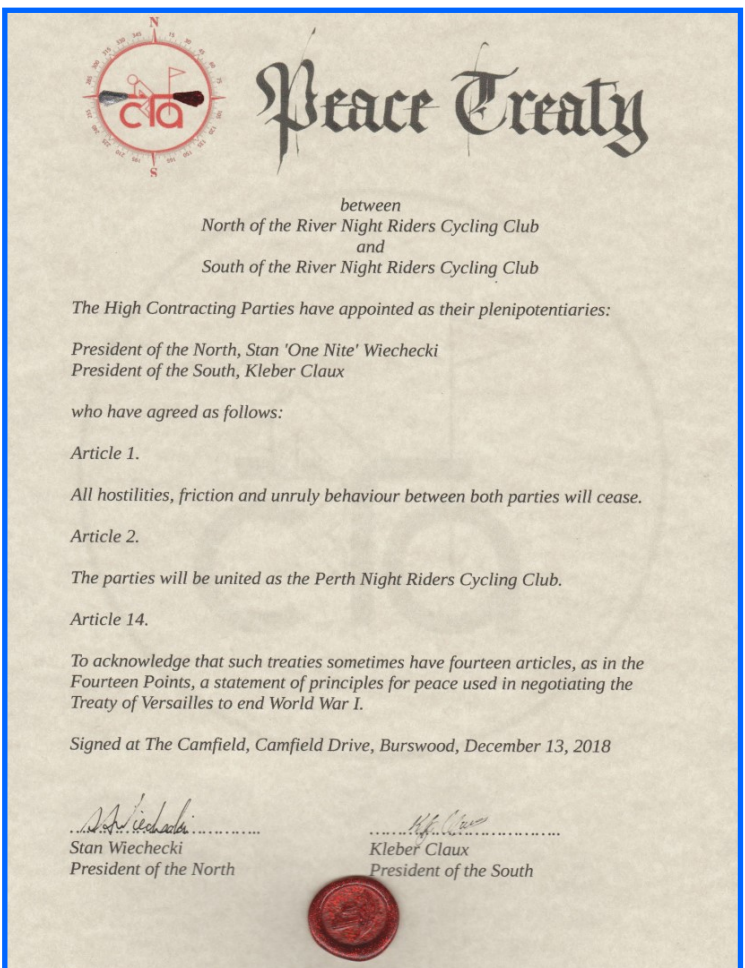 N
cta
S
Peace Treaty
between
North of the River Night Riders Cycling Club
and
South of the River Night Riders Cycling Club
The High Contracting Parties have appointed as their plenipotentiaries:
President of the North, Stan 'One Nite' Wiechecki
President of the South, Kleber Claux
who have agreed as follows:
Article 1.
All hostilities, friction and unruly behaviour between both parties will cease.
Article 2.
The parties will be united as the Perth Night Riders Cycling Club.
Article 14.
To acknowledge that such treaties sometimes have fourteen articles, as in the
Fourteen Points, a statement of principles for peace used in negotiating the
Treaty of Versailles to end World War I.
Signed at The Camfield, Camfield Drive, Burswood, December 13, 2018
Stan Wiechecki
President of the North
Kleber Claux
President of the South